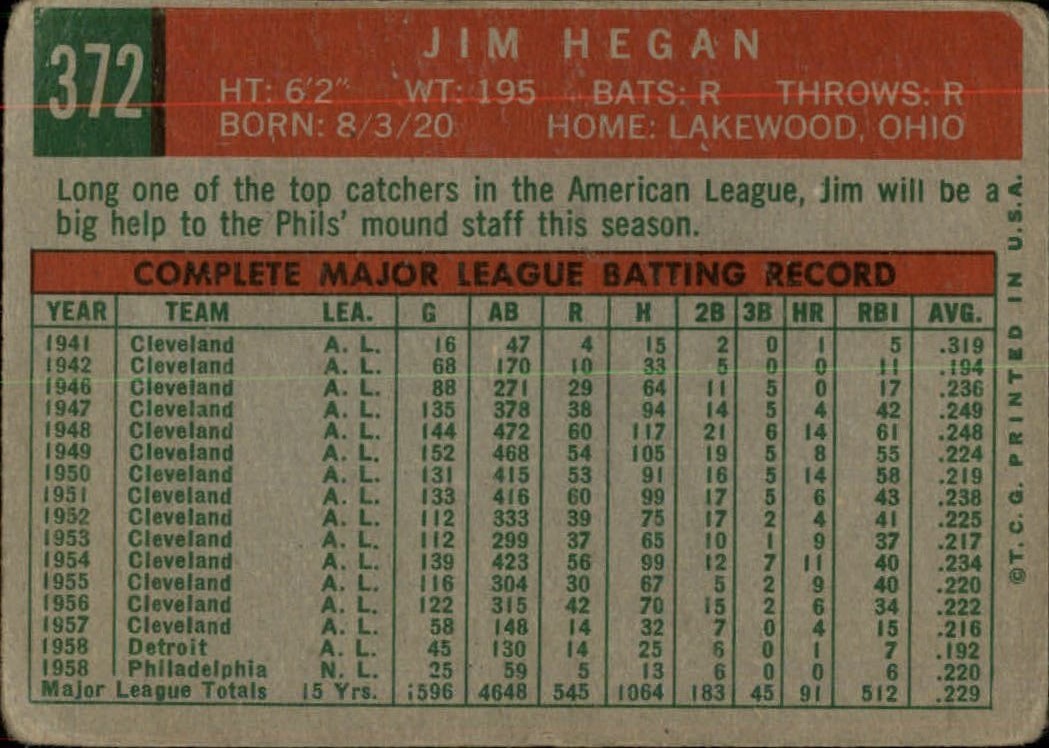 372
JIM HEGAN
HT: 6'2" WT: 195 BATS: R THROWS: R
BORN: 8/3/20 HOME: LAKEWOOD, OHIO
Long one of the top catchers in the American League, Jim will be a
big help to the Phils' mound staff this season.
COMPLETE MAJOR LEAGUE BATTING RECORD
YEAR TEAM LEA. G AB R H 2B 3B HR RBI AVG.
1941 Cleveland A. L. 16 47 4 15 2 0 1 5 .319
1942 Cleveland A. L. 68 170 10 33 5 0 0 11 .194
1946 Cleveland A. L. 88 271 29 64 11 5 0 17 .236
1947 Cleveland A. L. 135 378 38 94 14 5 4 42 .249
1948 Cleveland A. L. 144 472 60 117 21 6 14 61 .248
1949 Cleveland A. L. 152 468 54 105 19 5 8 55 .224
1950 Cleveland A. L. 131 415 53 91 16 5 14 58 .219
1951 Cleveland A. L. 133 416 60 99 17 5 6 43 .238
1952 Cleveland A. L. 112 333 39 75 17 2 4 41 .225
1953 Cleveland A. L. 112 299 37 65 10 1 9 37 .217
1954 Cleveland A. L. 139 423 56 99 12 7 11 40 .234
1955 Cleveland A. L. 116 304 30 67 5 2 9 40 .220
1956 Cleveland A. L. 122 315 42 70 15 2 6 34 .222
1957 Cleveland A. L. 58 148 14 32 7 0 4 15 .216
1958 Detroit A. L. 45 130 14 25 6 0 1 7 .192
1958 Philadelphia N. L. 25 59 5 13 6 0 0 6 .220
Major League Totals 15 Yrs. 1596 4648 545 1064 183 45 91 512 .229
©T. C. G. PRINTED IN U.S.A.